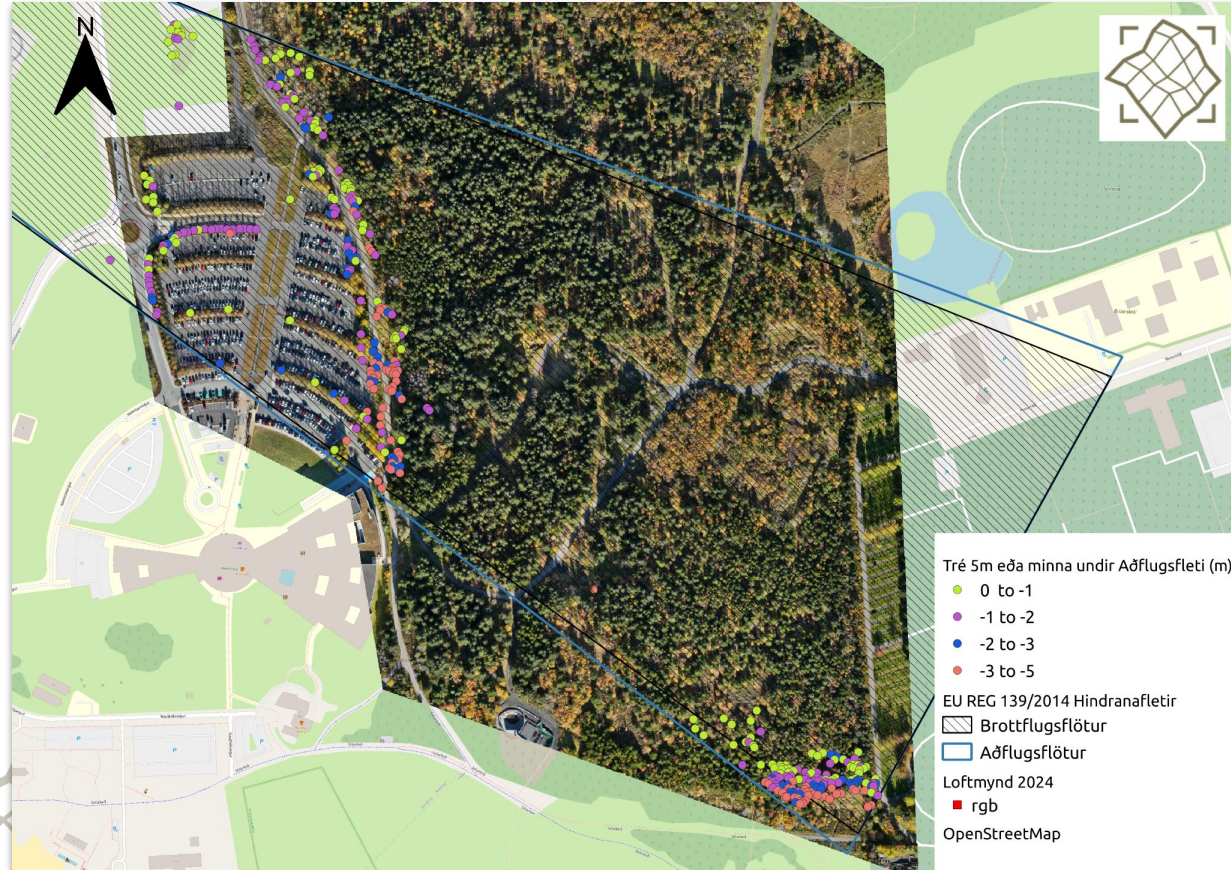 N
Tré 5m eða minna undir Aðflugsfleti (m)
0 to -1
-1 to -2
-2 to -3
-3 to -5
EU REG 139/2014 Hindranafletir
Brottflugsflötur
Aðflugsflötur
Loftmynd 2024
rgb
OpenStreetMap